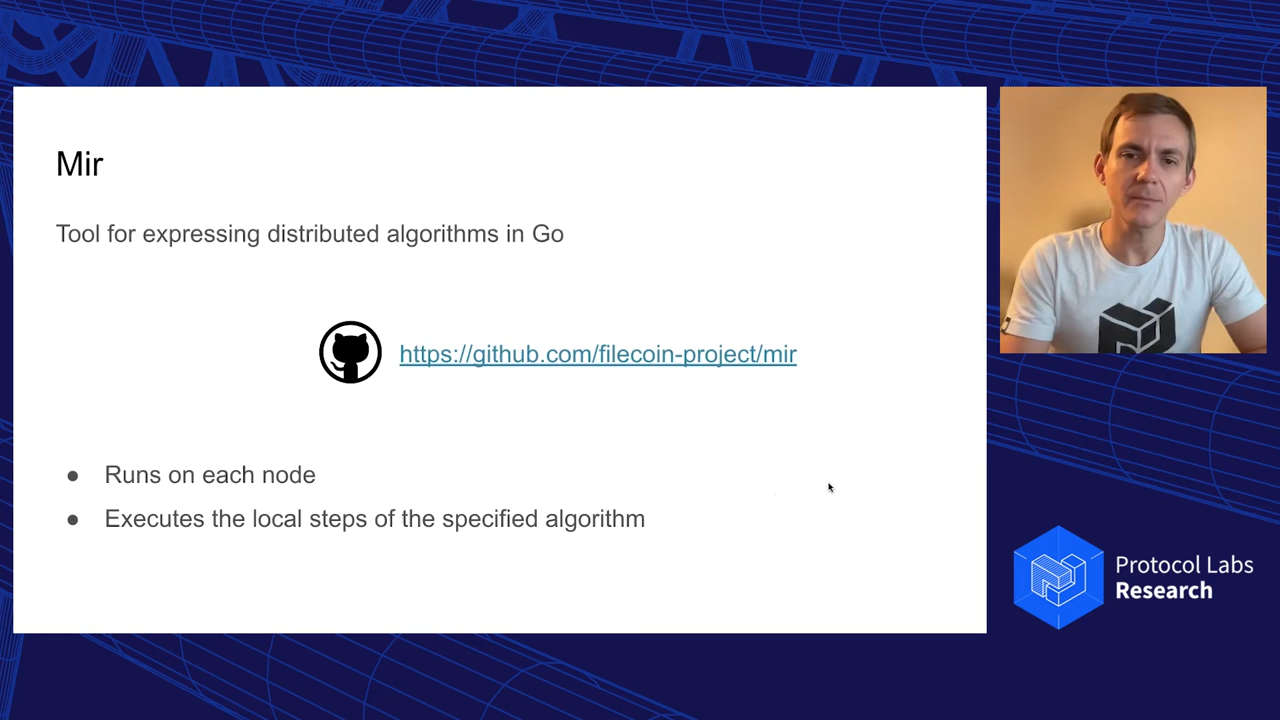 Mir
Tool for expressing distributed algorithms in Go
https://github.com/filecoin-project/mir
● Runs on each node
● Executes the local steps of the specified algorithm
Protocol Labs
Research